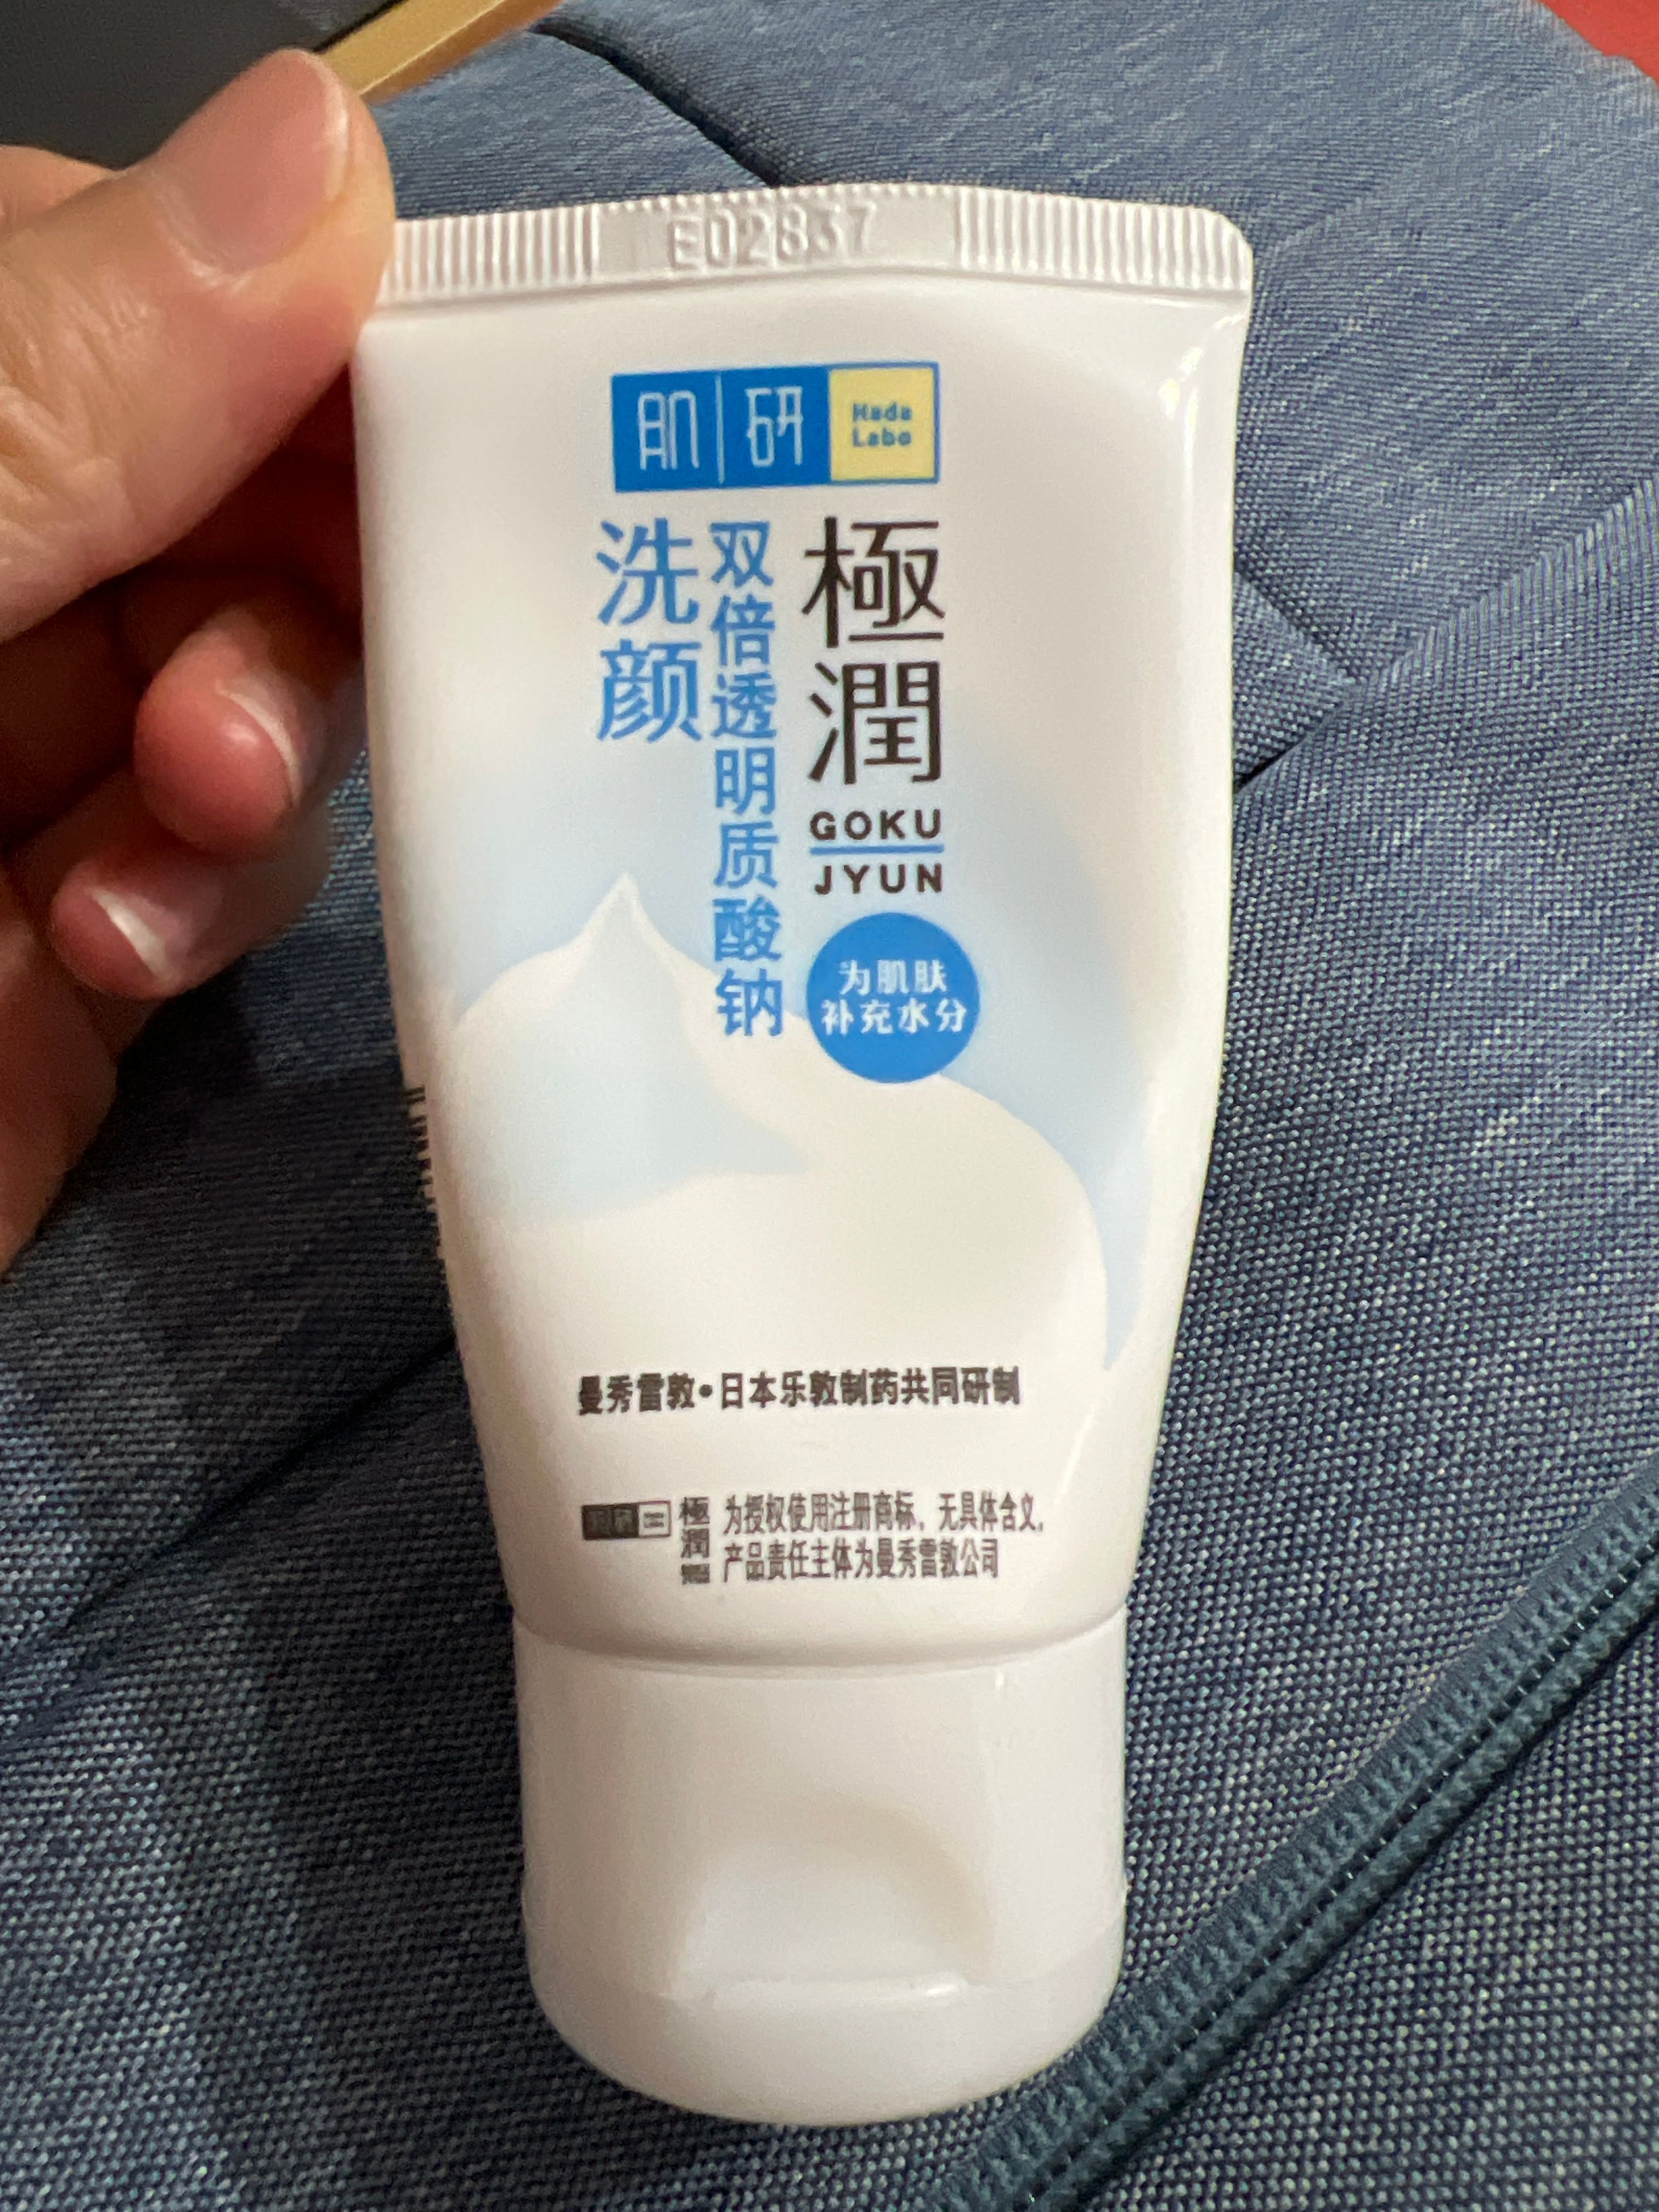 E02837
肌研 Hada
Labo
極潤
GOKU
JYUN
双倍透明质酸钠
洗颜
为肌肤
补充水分
曼秀雷敦•日本乐敦制药共同研制
極潤 为授权使用注册商标，无具体含义，
产品责任主体为曼秀雷敦公司